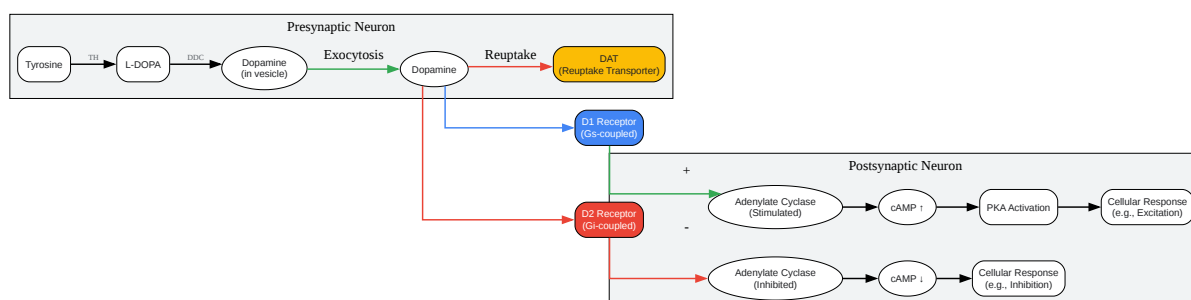 Presynaptic Neuron
Tyrosine
TH
L-DOPA
DDC
Dopamine
(in vesicle)
Exocytosis
Dopamine
Reuptake
DAT
(Reuptake Transporter)
D1 Receptor
(Gs-coupled)
Postsynaptic Neuron
+
Adenylate Cyclase
(Stimulated)
cAMP ↑
PKA Activation
Cellular Response
(e.g., Excitation)
D2 Receptor
(Gi-coupled)
-
Adenylate Cyclase
(Inhibited)
cAMP ↓
Cellular Response
(e.g., Inhibition)